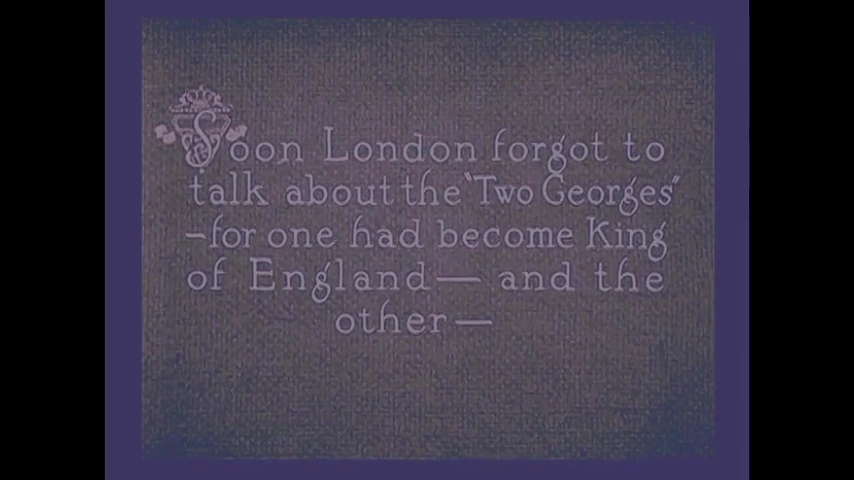 Soon London forgot to
talk about the "Two Georges"
-for one had become King
of England — and the
other —